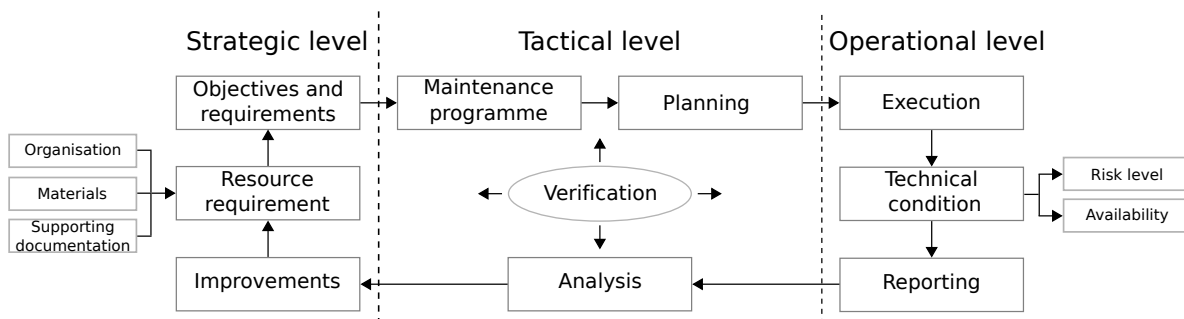 Strategic level
Tactical level
Operational level
Objectives and
requirements
Maintenance
programme
Planning
Execution
Organisation
Materials
Supporting
documentation
Resource
requirement
Verification
Technical
condition
Risk level
Availability
Improvements
Analysis
Reporting